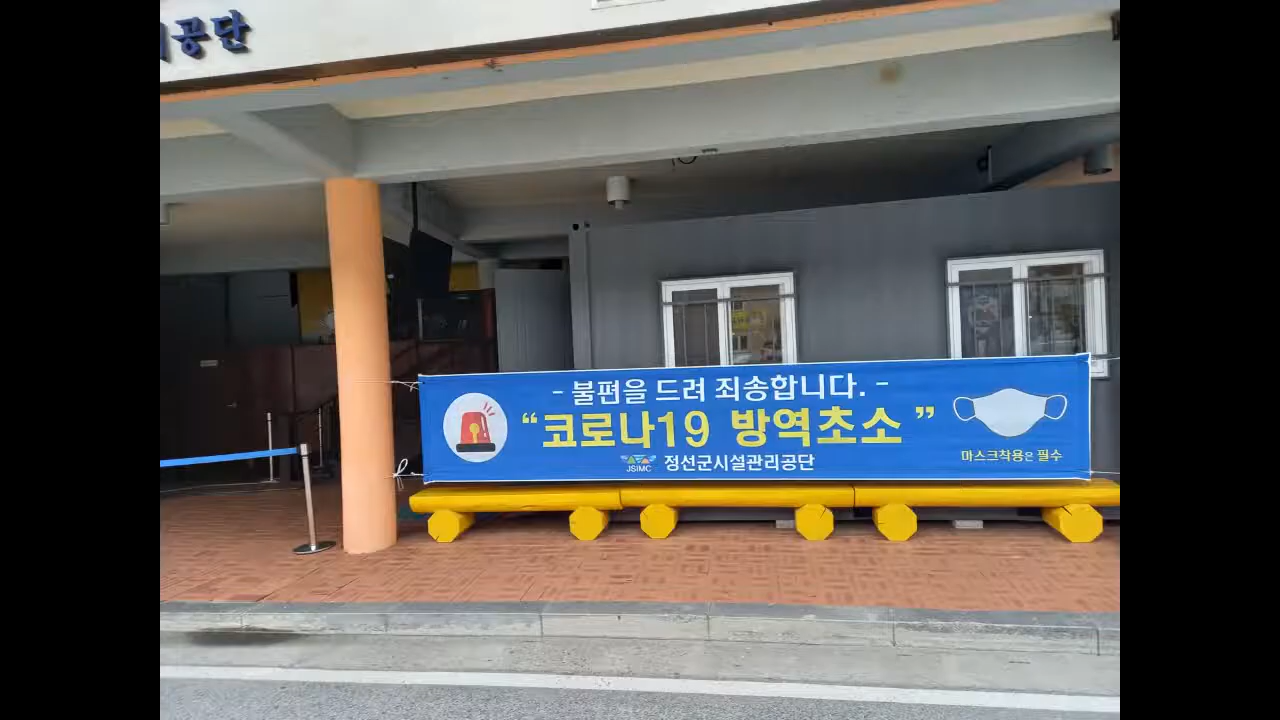 공단
- 불편을 드려 죄송합니다. -
“코로나19 방역초소”
JSIMC 정선군시설관리공단
마스크착용은 필수